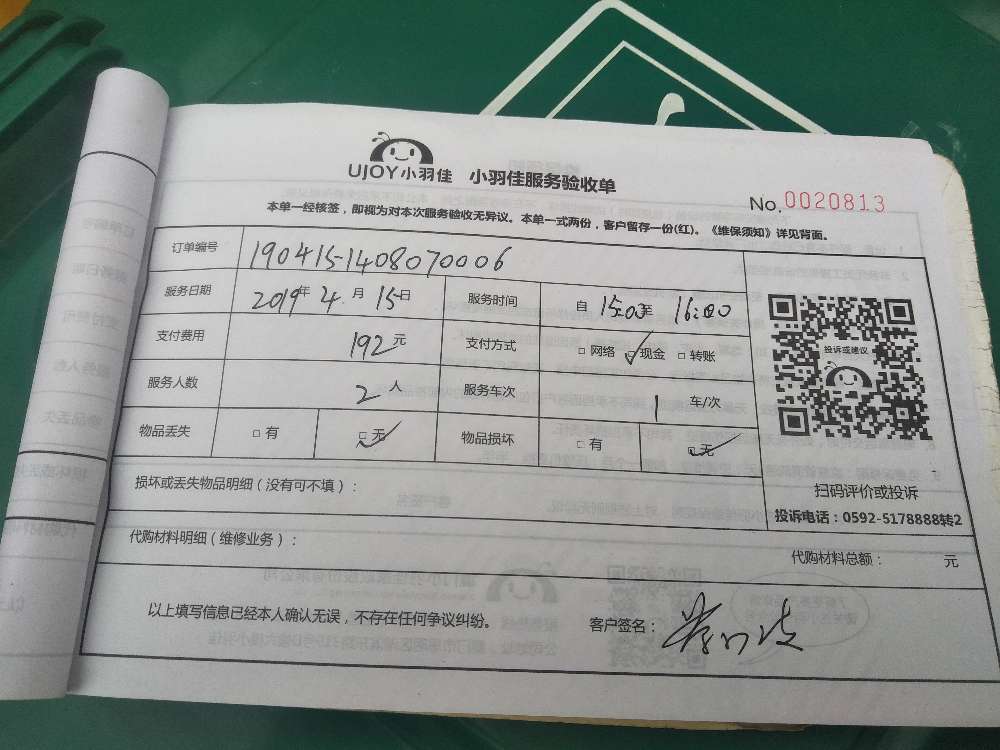 UJOY小羽佳 小羽佳服务验收单
No.0020813
本单一经核签，即视为对本次服务验收无异议。本单一式两份，客户留存一份(红)。《维保须知》详见背面。
订单编号 190415-1408070006
服务日期 2019年4月15日 服务时间 自15:00至16:00
支付费用 192元 支付方式 □网络 □现金 □转账
服务人数 2人 服务车次 1车/次
物品丢失 □有 □无 物品损坏 □有 □无
投诉或建议
扫码评价或投诉
投诉电话：0592-5178888转2
损坏或丢失物品明细（没有可不填）：
代购材料明细（维修业务）：
代购材料总额： 元
以上填写信息已经本人确认无误，不存在任何争议纠纷。 客户签名：